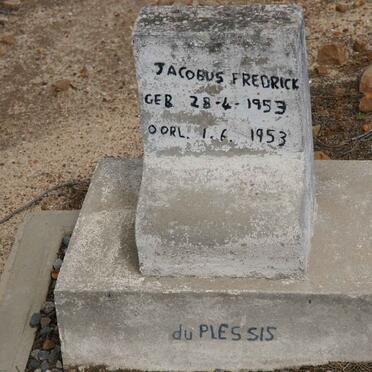 JACOBUS FREDRICK
GEB 28-4-1953
OORL. 1.6. 1953
du PLESSIS